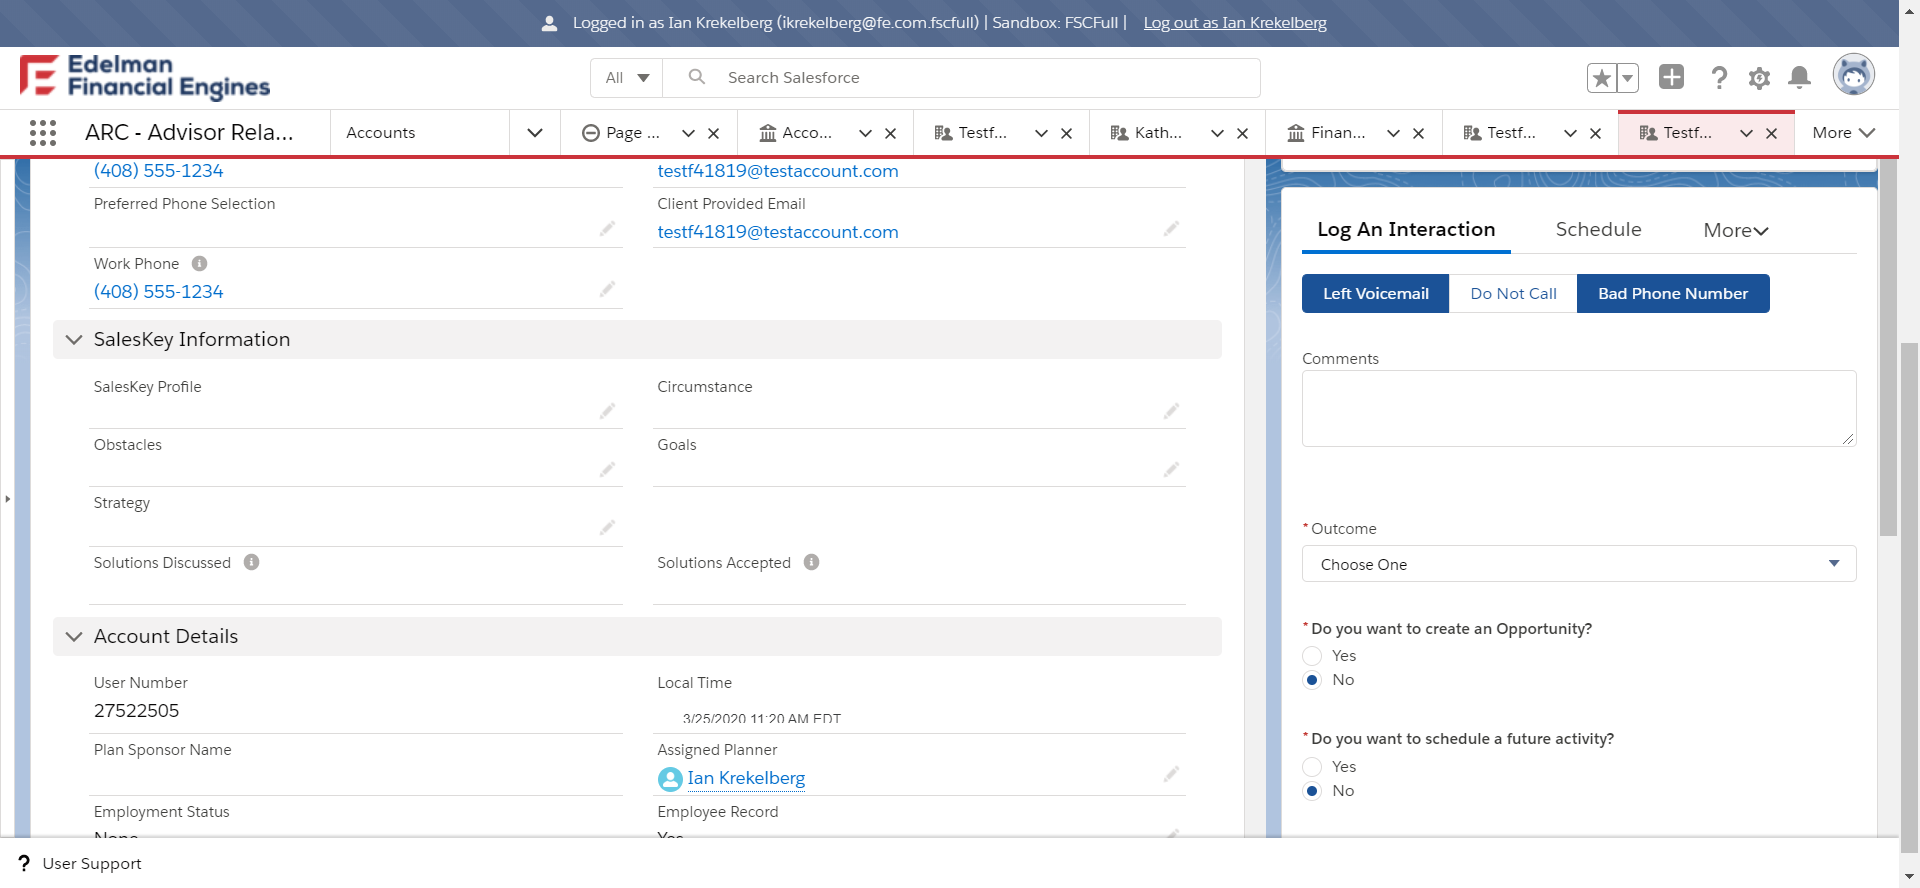 Logged in as Ian Krekelberg (ikrekelberg@fe.com.fscfull) | Sandbox: FSCFull | Log out as Ian Krekelberg
Edelman
Financial Engines
All
Search Salesforce
ARC - Advisor Rela...
Accounts
Page ...
Acco...
Testf...
Kath...
Finan...
Testf...
Testf...
More
(408) 555-1234
testf41819@testaccount.com
Preferred Phone Selection
Client Provided Email
testf41819@testaccount.com
Work Phone
(408) 555-1234
SalesKey Information
SalesKey Profile
Circumstance
Obstacles
Goals
Strategy
Solutions Discussed
Solutions Accepted
Account Details
User Number
27522505
Local Time
3/25/2020 11:20 AM EDT
Plan Sponsor Name
Assigned Planner
Ian Krekelberg
Employment Status
None
Employee Record
Yes
Log An Interaction
Schedule
More
Left Voicemail
Do Not Call
Bad Phone Number
Comments
* Outcome
Choose One
* Do you want to create an Opportunity?
Yes
No
* Do you want to schedule a future activity?
Yes
No
? User Support